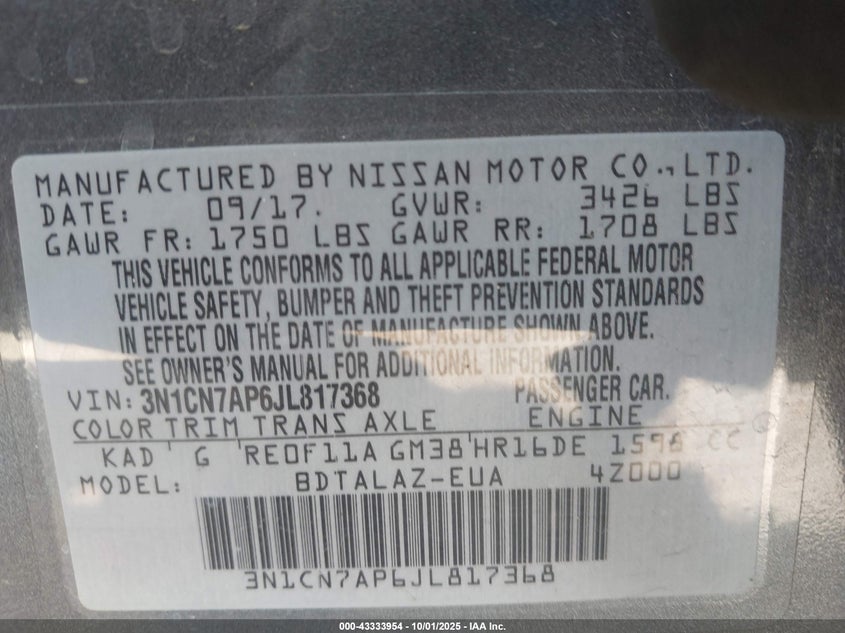 MANUFACTURED BY NISSAN MOTOR CO.,LTD.
DATE: 09/17. GVWR: 3426 LBS
GAWR FR: 1750 LBS GAWR RR: 1708 LBS
THIS VEHICLE CONFORMS TO ALL APPLICABLE FEDERAL MOTOR
VEHICLE SAFETY, BUMPER AND THEFT PREVENTION STANDARDS
IN EFFECT ON THE DATE OF MANUFACTURE SHOWN ABOVE.
SEE OWNER'S MANUAL FOR ADDITIONAL INFORMATION.
VIN: 3N1CN7AP6JL817368 PASSENGER CAR.
COLOR TRIM TRANS AXLE ENGINE
KAD G RE0F11A GM38 HR16DE 1598 CC
MODEL: BDTALAZ-EUA 4Z000
3N1CN7AP6JL817368
000-43333954 - 10/01/2025 - IAA Inc.